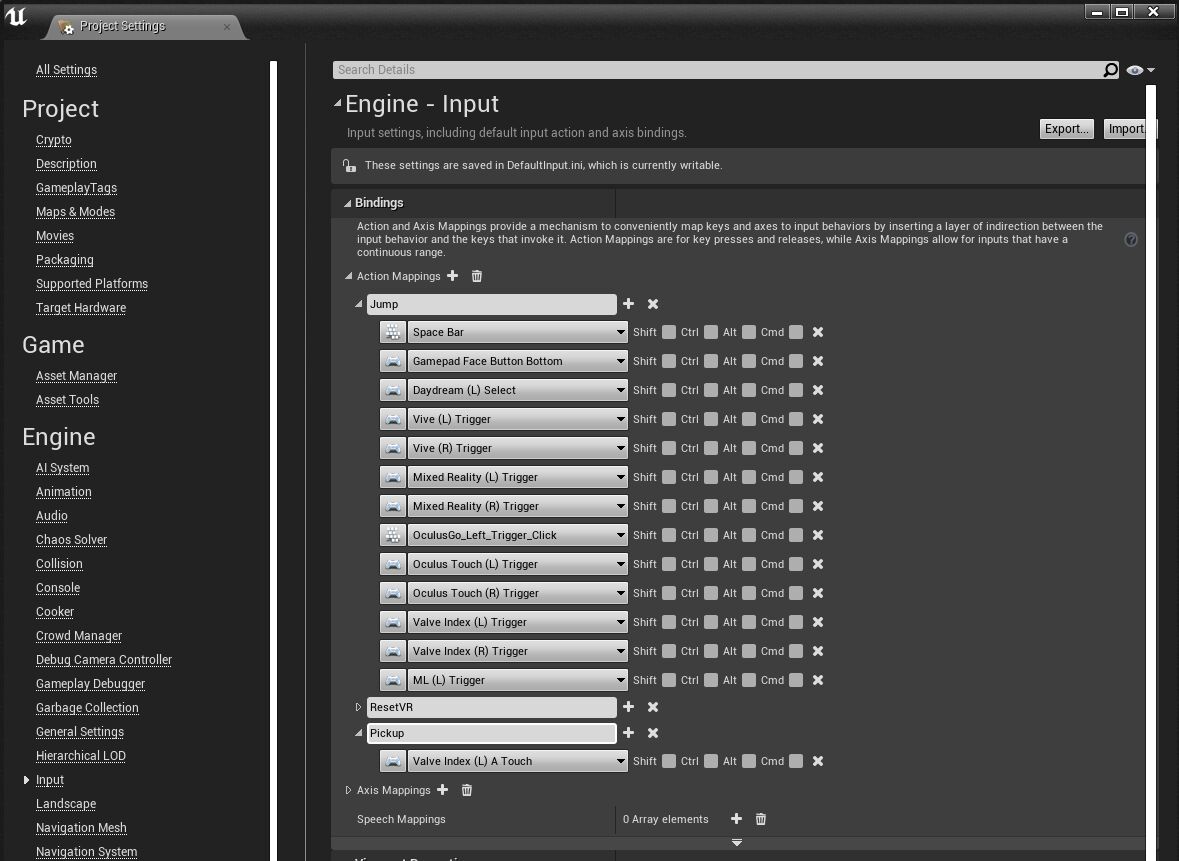 Project Settings
All Settings
Project
Crypto
Description
GameplayTags
Maps & Modes
Movies
Packaging
Supported Platforms
Target Hardware
Game
Asset Manager
Asset Tools
Engine
AI System
Animation
Audio
Chaos Solver
Collision
Console
Cooker
Crowd Manager
Debug Camera Controller
Gameplay Debugger
Garbage Collection
General Settings
Hierarchical LOD
Input
Landscape
Navigation Mesh
Navigation System
Search Details
Engine - Input
Input settings, including default input action and axis bindings.
Export... Import
These settings are saved in DefaultInput.ini, which is currently writable.
Bindings
Action and Axis Mappings provide a mechanism to conveniently map keys and axes to input behaviors by inserting a layer of indirection between the
input behavior and the keys that invoke it. Action Mappings are for key presses and releases, while Axis Mappings allow for inputs that have a
continuous range.
Action Mappings
Jump
Space Bar Shift Ctrl Alt Cmd
Gamepad Face Button Bottom Shift Ctrl Alt Cmd
Daydream (L) Select Shift Ctrl Alt Cmd
Vive (L) Trigger Shift Ctrl Alt Cmd
Vive (R) Trigger Shift Ctrl Alt Cmd
Mixed Reality (L) Trigger Shift Ctrl Alt Cmd
Mixed Reality (R) Trigger Shift Ctrl Alt Cmd
OculusGo_Left_Trigger_Click Shift Ctrl Alt Cmd
Oculus Touch (L) Trigger Shift Ctrl Alt Cmd
Oculus Touch (R) Trigger Shift Ctrl Alt Cmd
Valve Index (L) Trigger Shift Ctrl Alt Cmd
Valve Index (R) Trigger Shift Ctrl Alt Cmd
ML (L) Trigger Shift Ctrl Alt Cmd
ResetVR
Pickup
Valve Index (L) A Touch Shift Ctrl Alt Cmd
Axis Mappings
Speech Mappings 0 Array elements